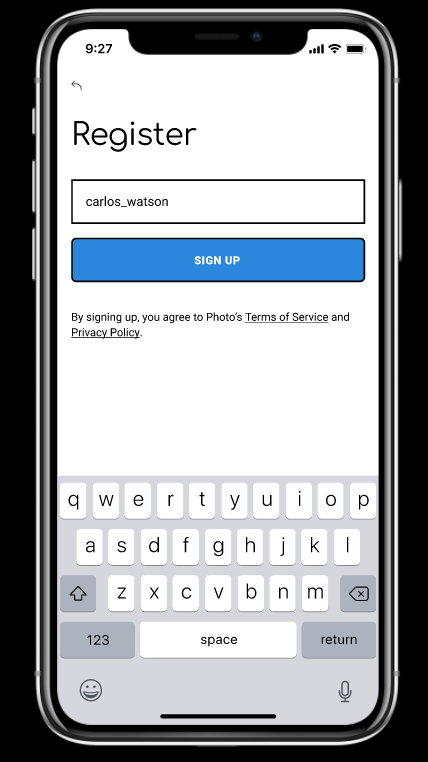 9:27
Register
carlos_watson
SIGN UP
By signing up, you agree to Photo's Terms of Service and
Privacy Policy.
q w e r t y u i o p
a s d f g h j k l
z x c v b n m
123 space return